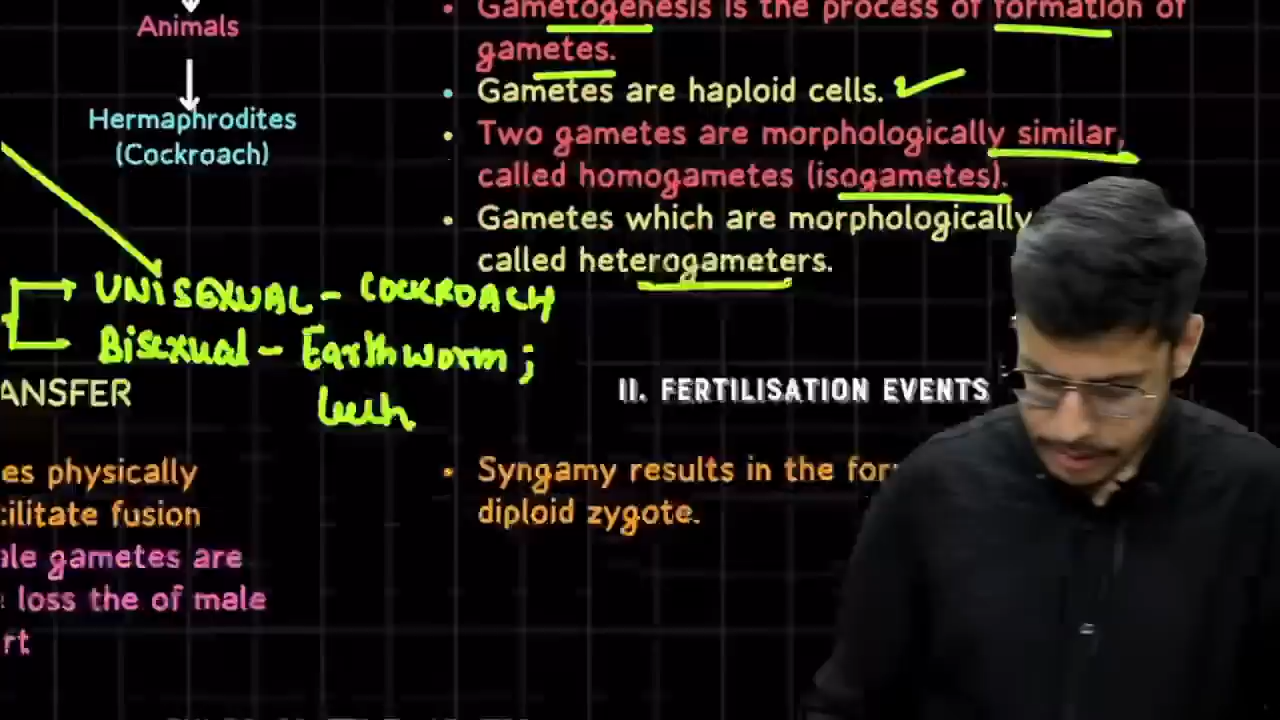 Animals
Hermaphrodites
(Cockroach)
UNISEXUAL - COCKROACH
Bisexual - Earthworm ;
leech
ANSFER
es physically
cilitate fusion
ale gametes are
loss the of male
rt
Gametogenesis is the process of formation of
gametes.
Gametes are haploid cells.
Two gametes are morphologically similar,
called homogametes (isogametes).
Gametes which are morphologically
called heterogameters.
II. FERTILISATION EVENTS
Syngamy results in the for
diploid zygote.